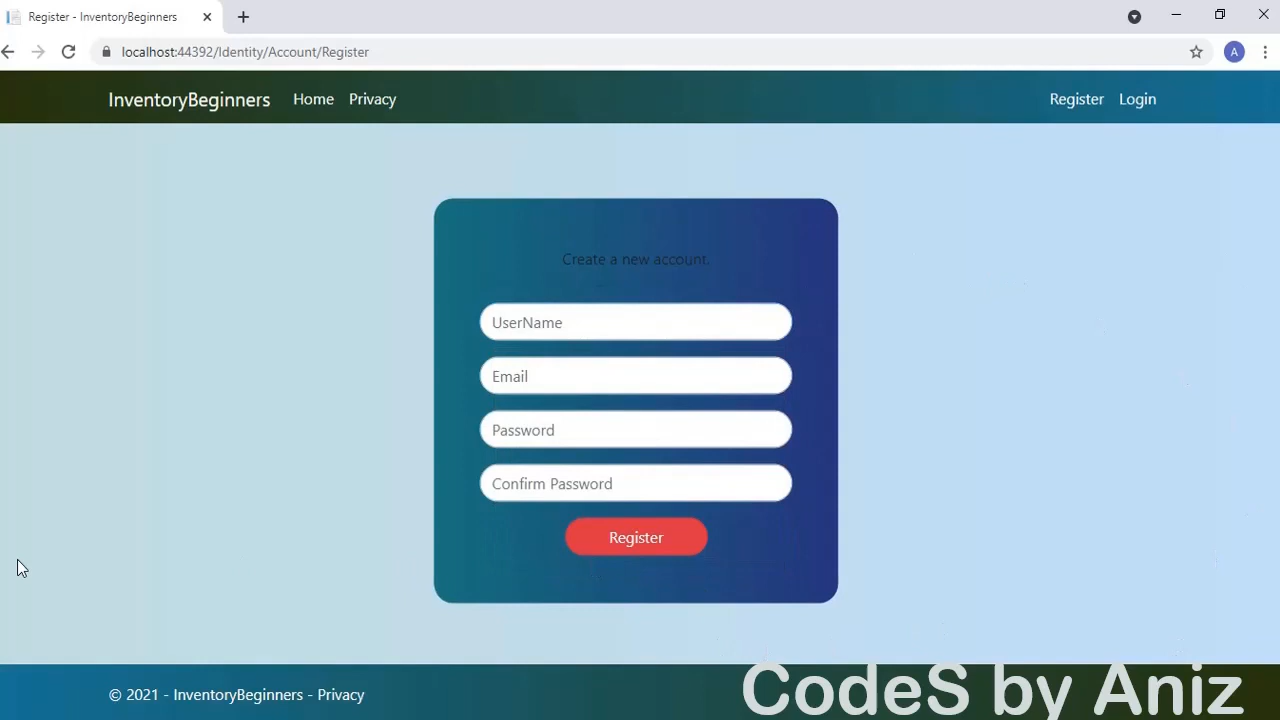 Register - InventoryBeginners
localhost:44392/Identity/Account/Register
A
InventoryBeginners Home Privacy Register Login
Create a new account.
UserName
Email
Password
Confirm Password
Register
© 2021 - InventoryBeginners - Privacy
CodeS by Aniz